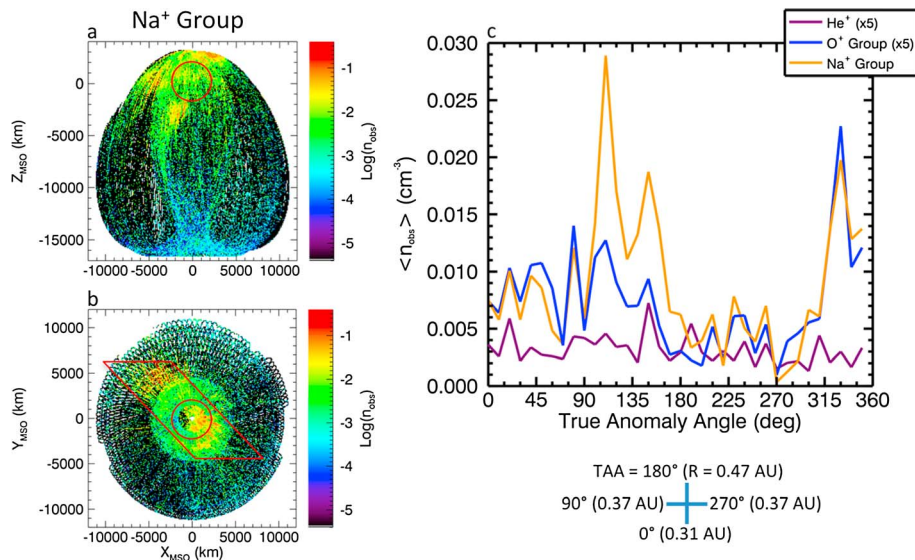 Na⁺ Group
a
0
-5000
-10000
-15000
Z_MSO (km)
-10000 -5000 0 5000 10000
-1
-2
-3
-4
-5
Log(n_obs)
b
10000
5000
0
-5000
-10000
Y_MSO (km)
-10000 -5000 0 5000 10000
X_MSO (km)
-1
-2
-3
-4
-5
Log(n_obs)
c
He⁺ (x5)
O⁺ Group (x5)
Na⁺ Group
0.030
0.025
0.020
0.015
0.010
0.005
0.000
<n_obs> (cm⁻³)
0 45 90 135 180 225 270 315 360
True Anomaly Angle (deg)
TAA = 180° (R = 0.47 AU)
90° (0.37 AU) 270° (0.37 AU)
0° (0.31 AU)